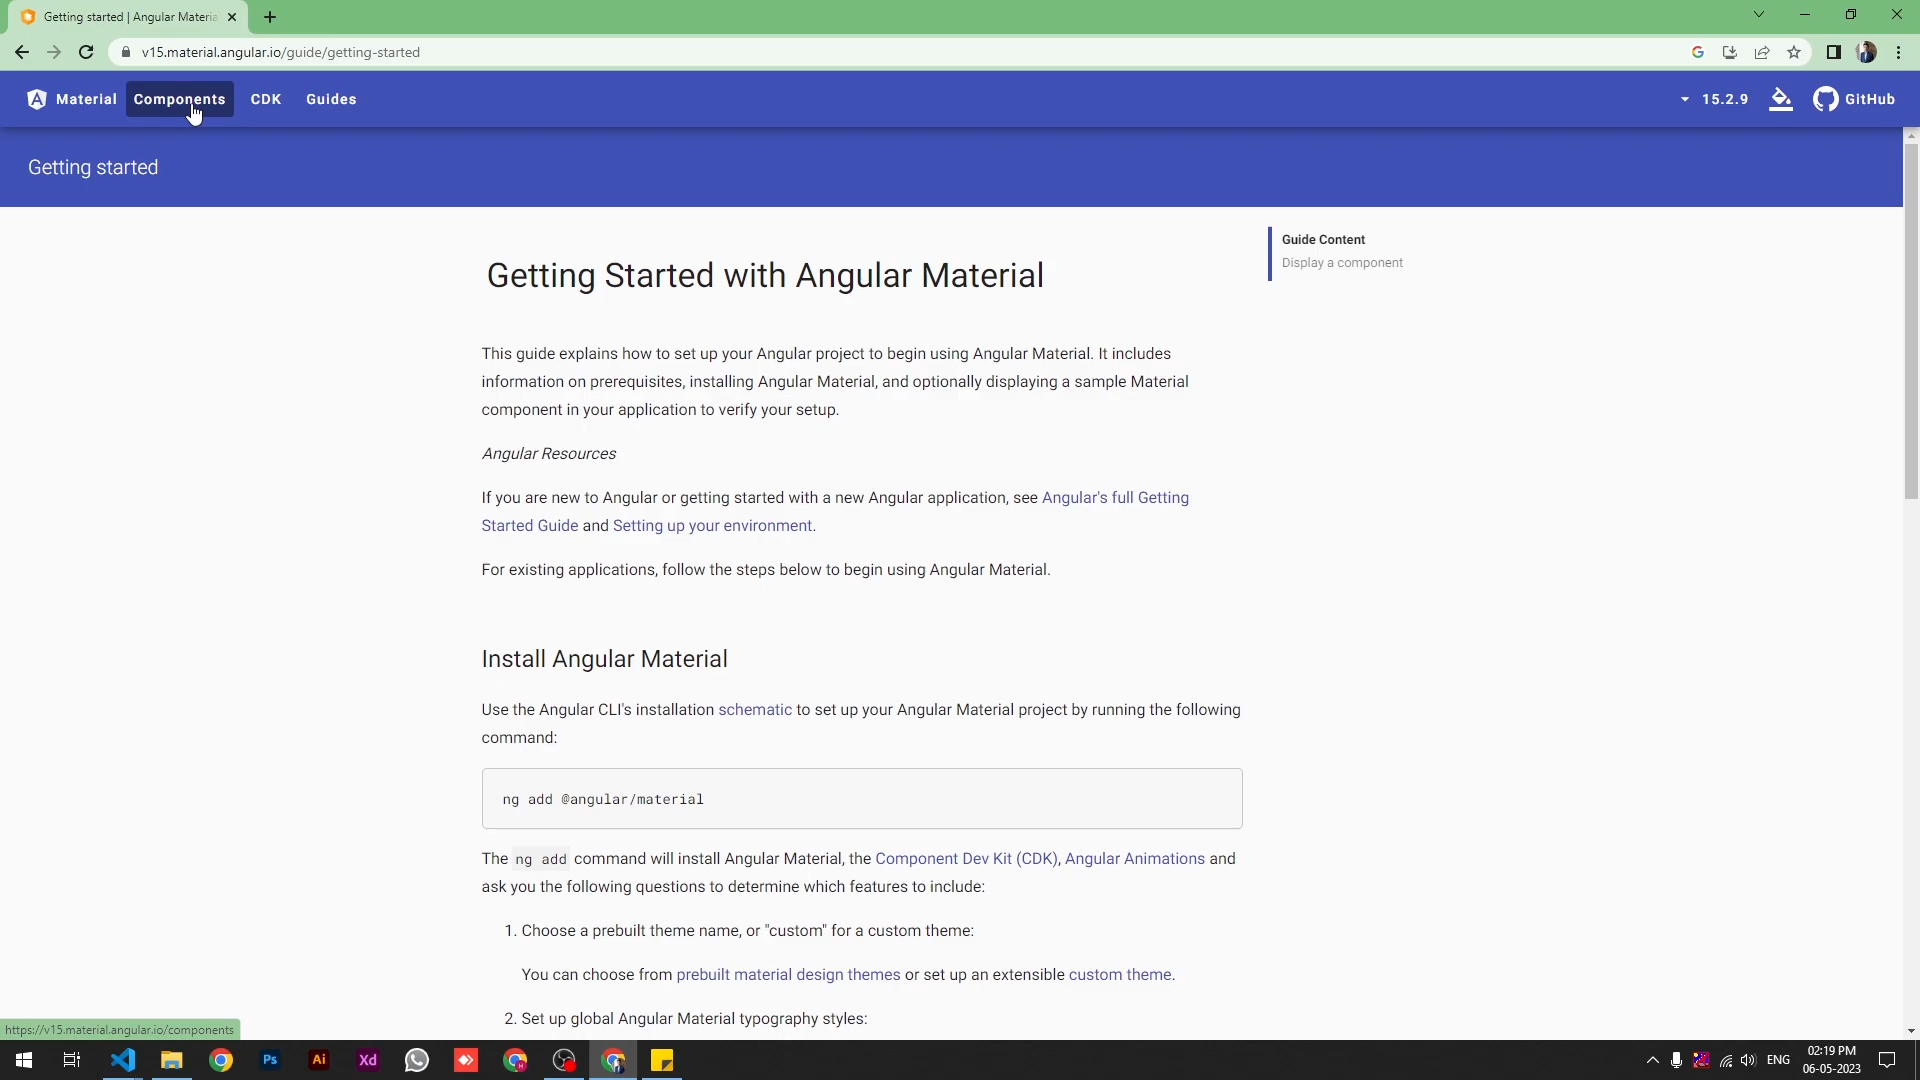 Getting started | Angular Materia
v15.material.angular.io/guide/getting-started
Material Components CDK Guides 15.2.9 GitHub
Getting started
Guide Content
Display a component
Getting Started with Angular Material
This guide explains how to set up your Angular project to begin using Angular Material. It includes
information on prerequisites, installing Angular Material, and optionally displaying a sample Material
component in your application to verify your setup.
Angular Resources
If you are new to Angular or getting started with a new Angular application, see Angular's full Getting
Started Guide and Setting up your environment.
For existing applications, follow the steps below to begin using Angular Material.
Install Angular Material
Use the Angular CLI's installation schematic to set up your Angular Material project by running the following
command:
ng add @angular/material
The ng add command will install Angular Material, the Component Dev Kit (CDK), Angular Animations and
ask you the following questions to determine which features to include:
1. Choose a prebuilt theme name, or "custom" for a custom theme:
You can choose from prebuilt material design themes or set up an extensible custom theme.
2. Set up global Angular Material typography styles:
https://v15.material.angular.io/components
Ps Ai Xd ENG
02:19 PM
06-05-2023